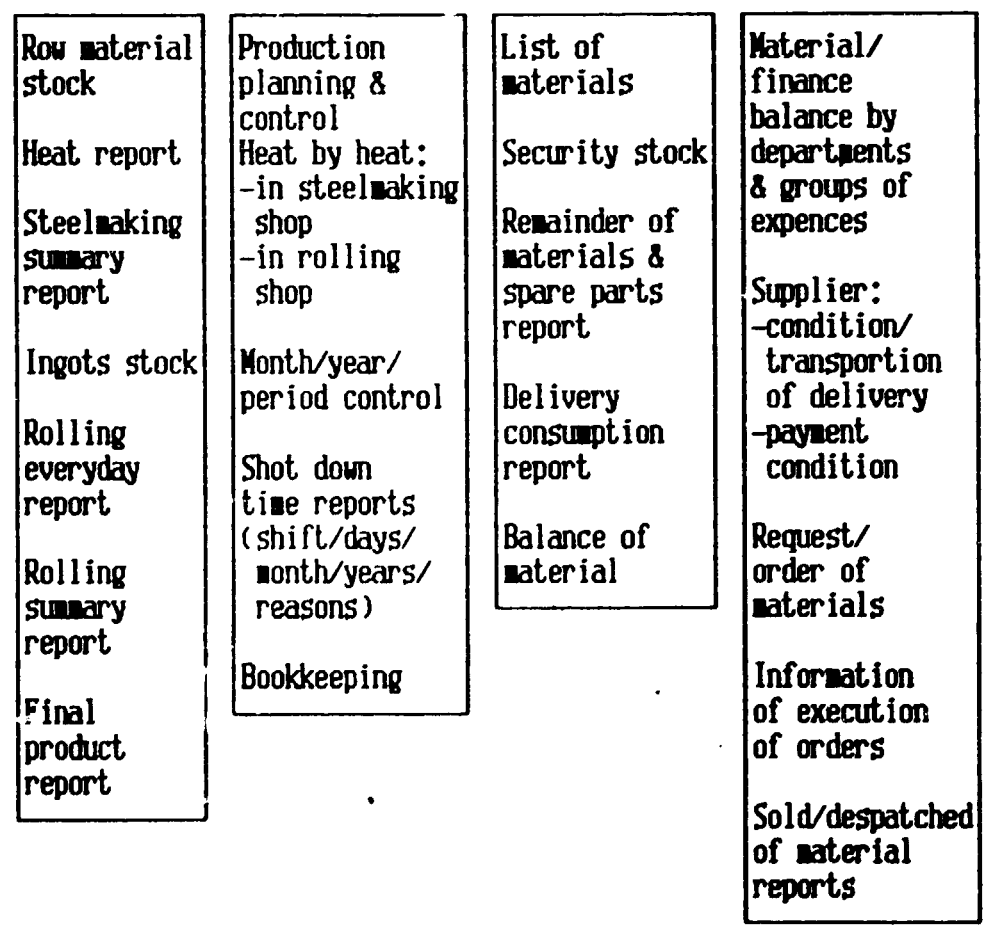 Row material
stock
Heat report
Steelmaking
summary
report
Ingots stock
Rolling
everyday
report
Rolling
summary
report
Final
product
report
Production
planning &
control
Heat by heat:
-in steelmaking
shop
-in rolling
shop
Month/year/
period control
Shot down
time reports
(shift/days/
month/years/
reasons)
Bookkeeping
List of
materials
Security stock
Remainder of
materials &
spare parts
report
Delivery
consumption
report
Balance of
material
Material/
finance
balance by
departments
& groups of
expences
Supplier:
-condition/
transportion
of delivery
-payment
condition
Request/
order of
materials
Information
of execution
of orders
Sold/despatched
of material
reports